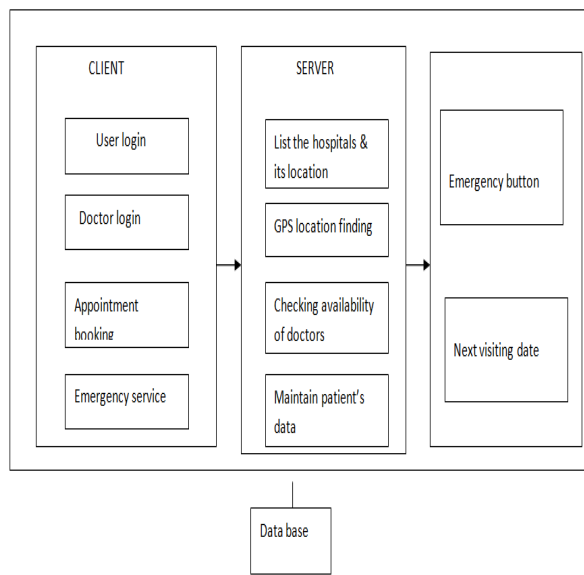 CLIENT
User login
Doctor login
Appointment
booking
Emergency service
SERVER
List the hospitals &
its location
GPS location finding
Checking availability
of doctors
Maintain patient's
data
Emergency button
Next visiting date
Data base